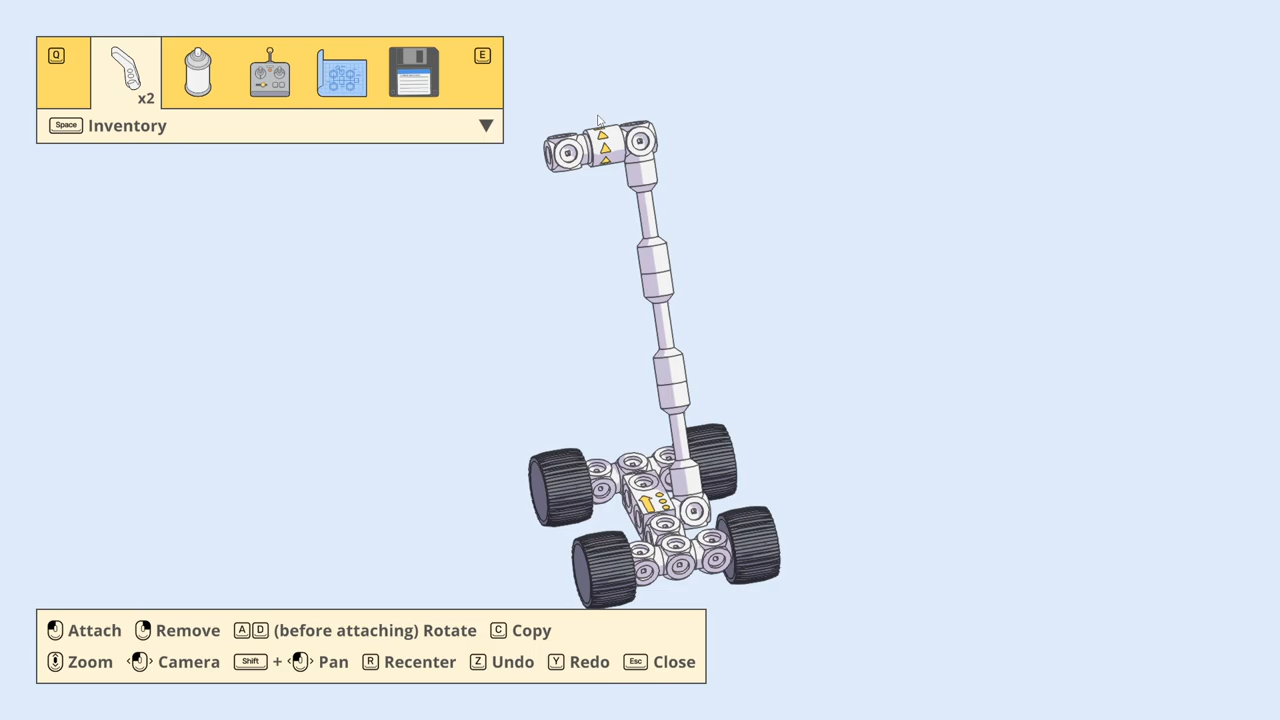 Q
E
x2
Space Inventory
Attach Remove A D (before attaching) Rotate C Copy
Zoom Camera Shift + Pan R Recenter Z Undo Y Redo Esc Close